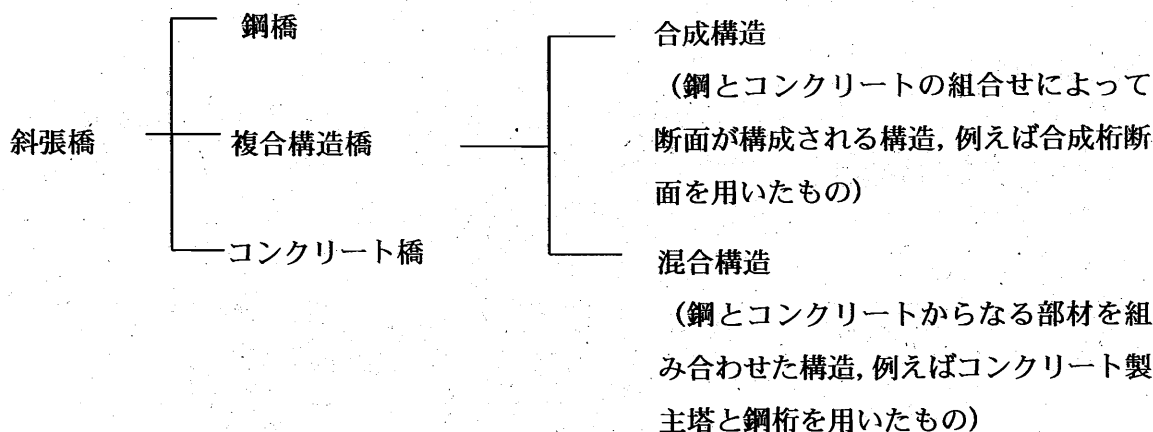 斜張橋
鋼橋
複合構造橋
コンクリート橋
合成構造
(鋼とコンクリートの組合せによって
断面が構成される構造, 例えば合成桁断
面を用いたもの)
混合構造
(鋼とコンクリートからなる部材を組
み合わせた構造, 例えばコンクリート製
主塔と鋼桁を用いたもの)